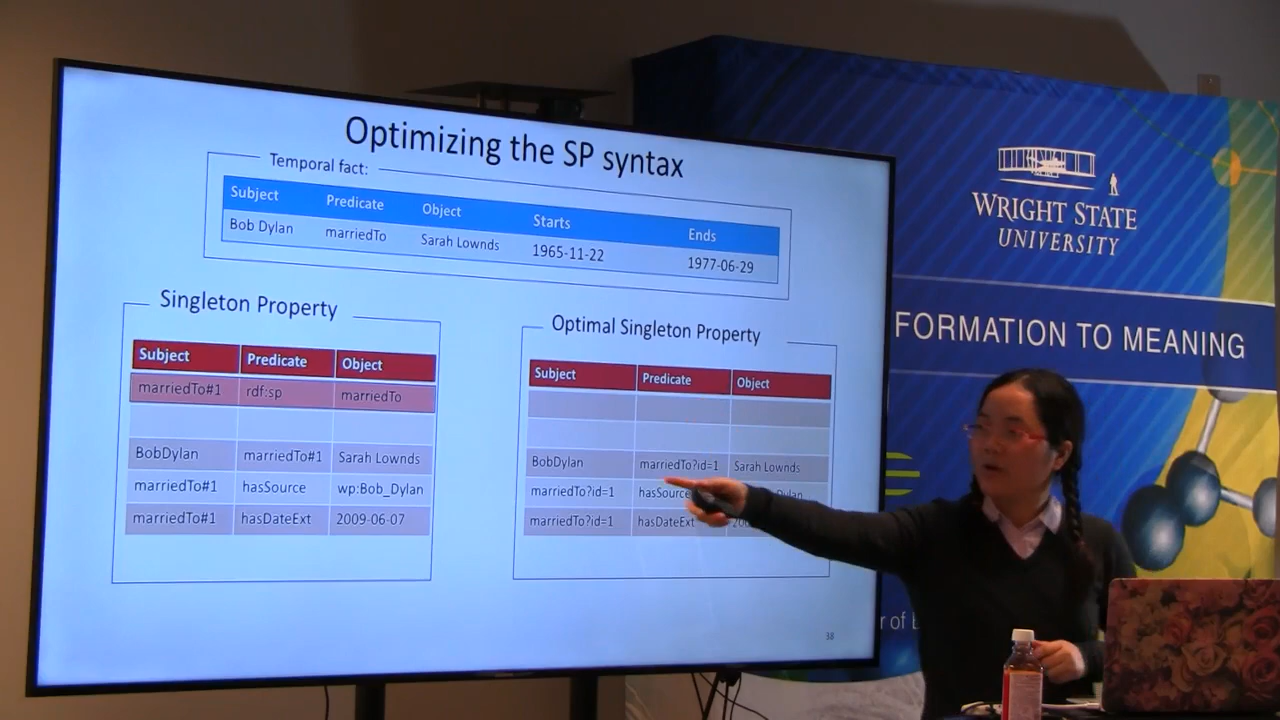 Optimizing the SP syntax
Temporal fact:
Subject Predicate Object Starts Ends
Bob Dylan marriedTo Sarah Lownds 1965-11-22 1977-06-29
Singleton Property
Subject Predicate Object
marriedTo#1 rdf:sp marriedTo
BobDylan marriedTo#1 Sarah Lownds
marriedTo#1 hasSource wp:Bob_Dylan
marriedTo#1 hasDateExt 2009-06-07
Optimal Singleton Property
Subject Predicate Object
BobDylan marriedTo?id=1 Sarah Lownds
marriedTo?id=1 hasSource
marriedTo?id=1 hasDateExt
38
WRIGHT STATE
UNIVERSITY
FORMATION TO MEANING